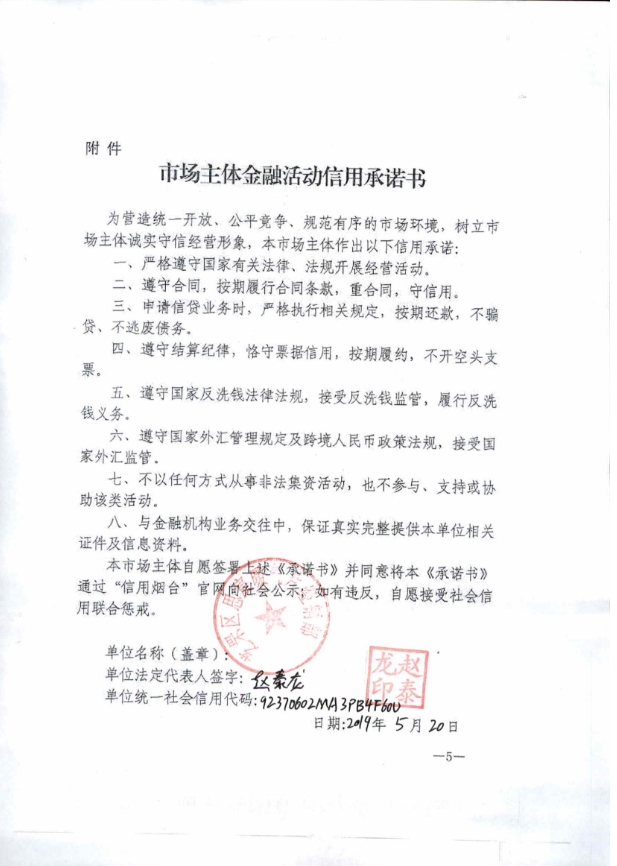 附件
市场主体金融活动信用承诺书
为营造统一开放、公平竞争、规范有序的市场环境，树立市
场主体诚实守信经营形象，本市场主体作出以下信用承诺：
一、严格遵守国家有关法律、法规开展经营活动。
二、遵守合同，按期履行合同条款，重合同，守信用。
三、申请信贷业务时，严格执行相关规定，按期还款，不骗
贷、不逃废债务。
四、遵守结算纪律，恪守票据信用，按期履约，不开空头支
票。
五、遵守国家反洗钱法律法规，接受反洗钱监管，履行反洗
钱义务。
六、遵守国家外汇管理规定及跨境人民币政策法规，接受国
家外汇监管。
七、不以任何方式从事非法集资活动，也不参与、支持或协
助该类活动。
八、与金融机构业务交往中，保证真实完整提供本单位相关
证件及信息资料。
本市场主体自愿签署上述《承诺书》并同意将本《承诺书》
通过“信用烟台”官网向社会公示；如有违反，自愿接受社会信
用联合惩戒。
单位名称（盖章）：
单位法定代表人签字：赵泰龙
赵泰龙印
单位统一社会信用代码：92370602MA3PB4F60U
日期：2019年5月20日
—5—